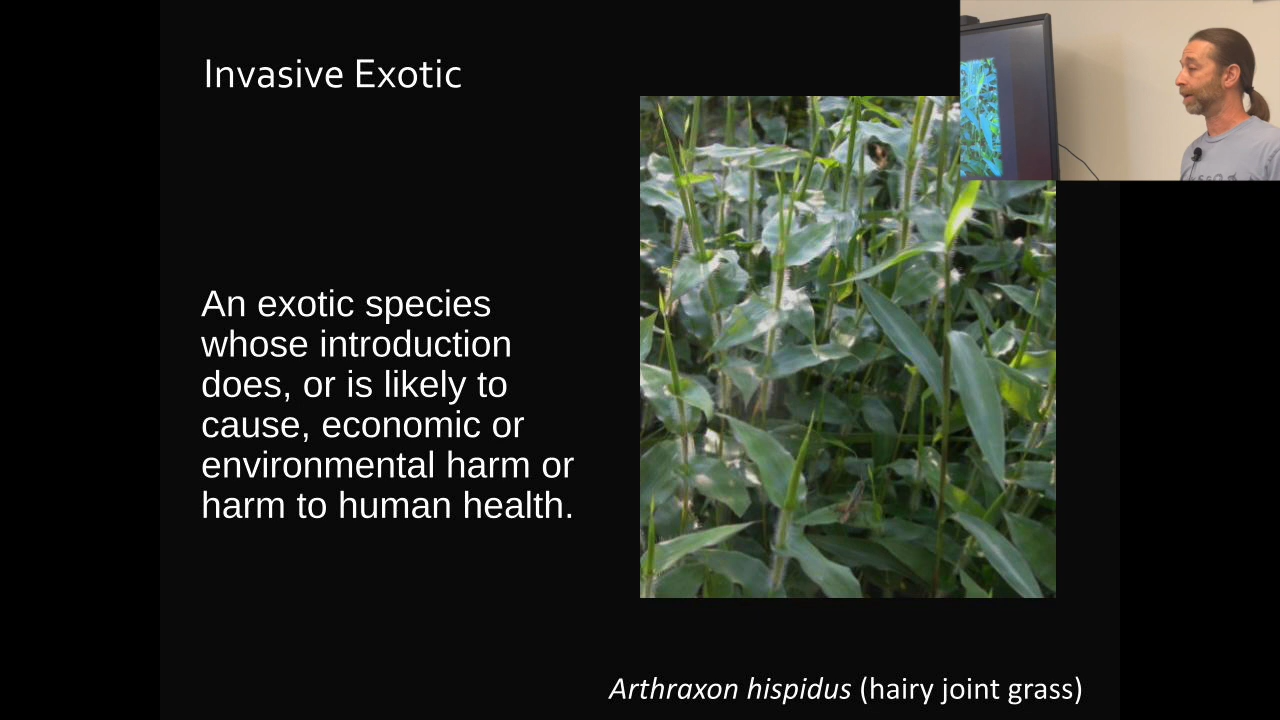 Invasive Exotic
An exotic species
whose introduction
does, or is likely to
cause, economic or
environmental harm or
harm to human health.
Arthraxon hispidus (hairy joint grass)